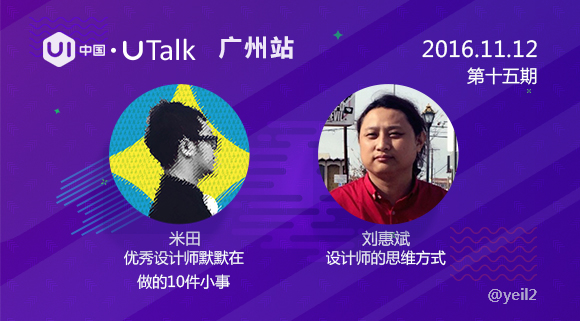 UI中国·UTalk 广州站
2016.11.12
第十五期
米田
优秀设计师默默在
做的10件小事
刘惠斌
设计师的思维方式
@yeil2